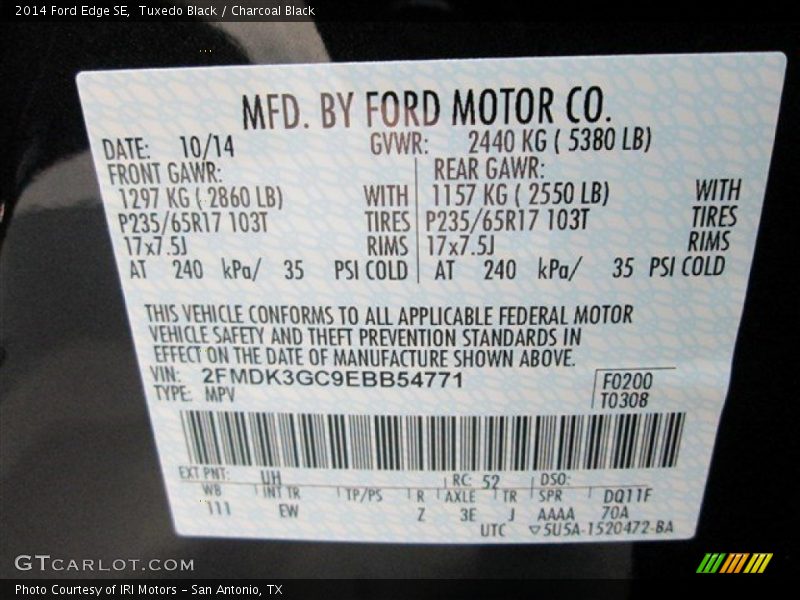 2014 Ford Edge SE, Tuxedo Black / Charcoal Black
MFD. BY FORD MOTOR CO.
DATE: 10/14 GVWR: 2440 KG ( 5380 LB)
FRONT GAWR: REAR GAWR:
1297 KG ( 2860 LB) WITH 1157 KG ( 2550 LB) WITH
P235/65R17 103T TIRES P235/65R17 103T TIRES
17x7.5J RIMS 17x7.5J RIMS
AT 240 kPa/ 35 PSI COLD AT 240 kPa/ 35 PSI COLD
THIS VEHICLE CONFORMS TO ALL APPLICABLE FEDERAL MOTOR
VEHICLE SAFETY AND THEFT PREVENTION STANDARDS IN
EFFECT ON THE DATE OF MANUFACTURE SHOWN ABOVE.
VIN: 2FMDK3GC9EBB54771 F0200
TYPE: MPV T0308
EXT PNT: UH RC: 52 DSO:
WB INT TR TP/PS R AXLE TR SPR DQ11F
111 EW Z 3E J AAAA 70A
UTC ▽5U5A-1520472-BA
GTCARLOT.COM
Photo Courtesy of IRI Motors – San Antonio, TX